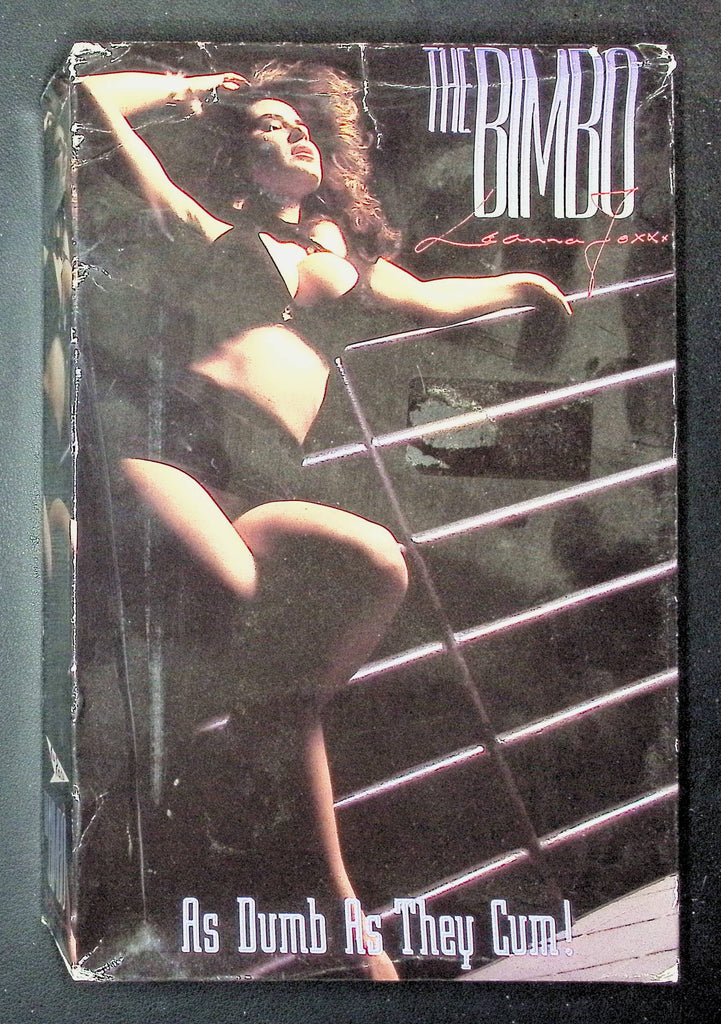 THE BIMBO
Leanna Foxxx
As Dumb As They Cum!